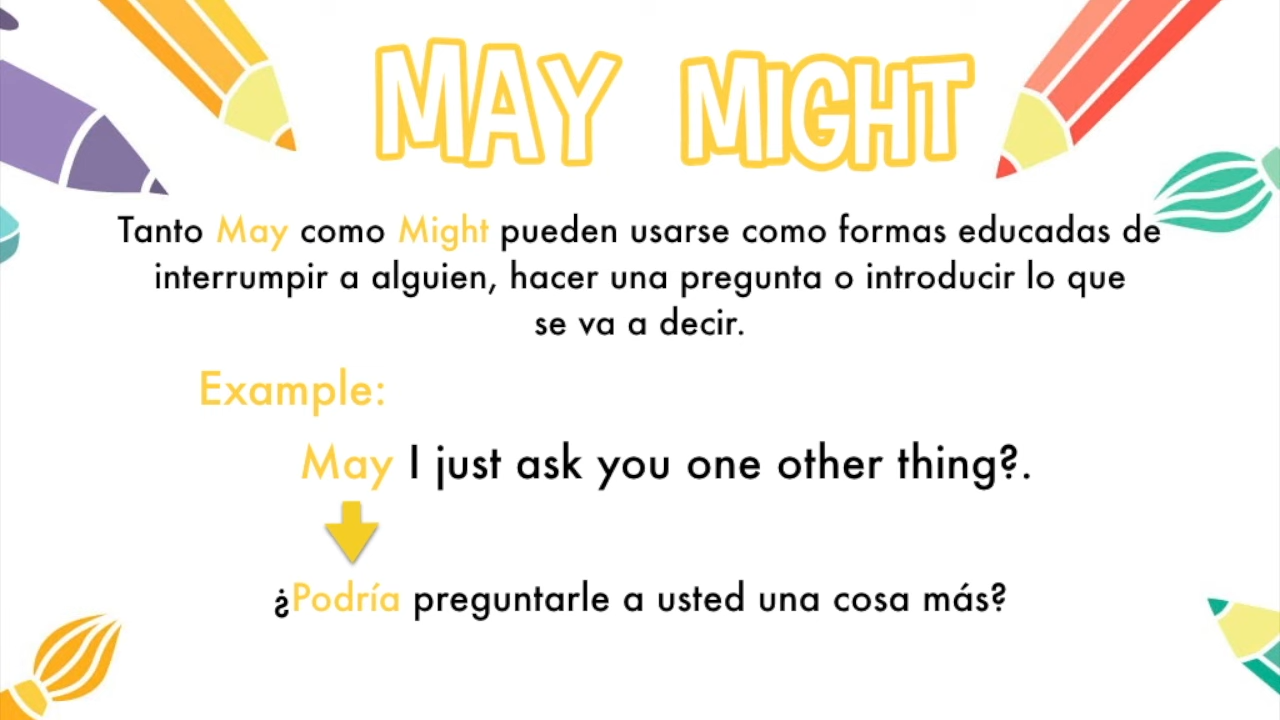 MAY MIGHT
Tanto May como Might pueden usarse como formas educadas de
interrumpir a alguien, hacer una pregunta o introducir lo que
se va a decir.
Example:
May I just ask you one other thing?.
¿Podría preguntarle a usted una cosa más?